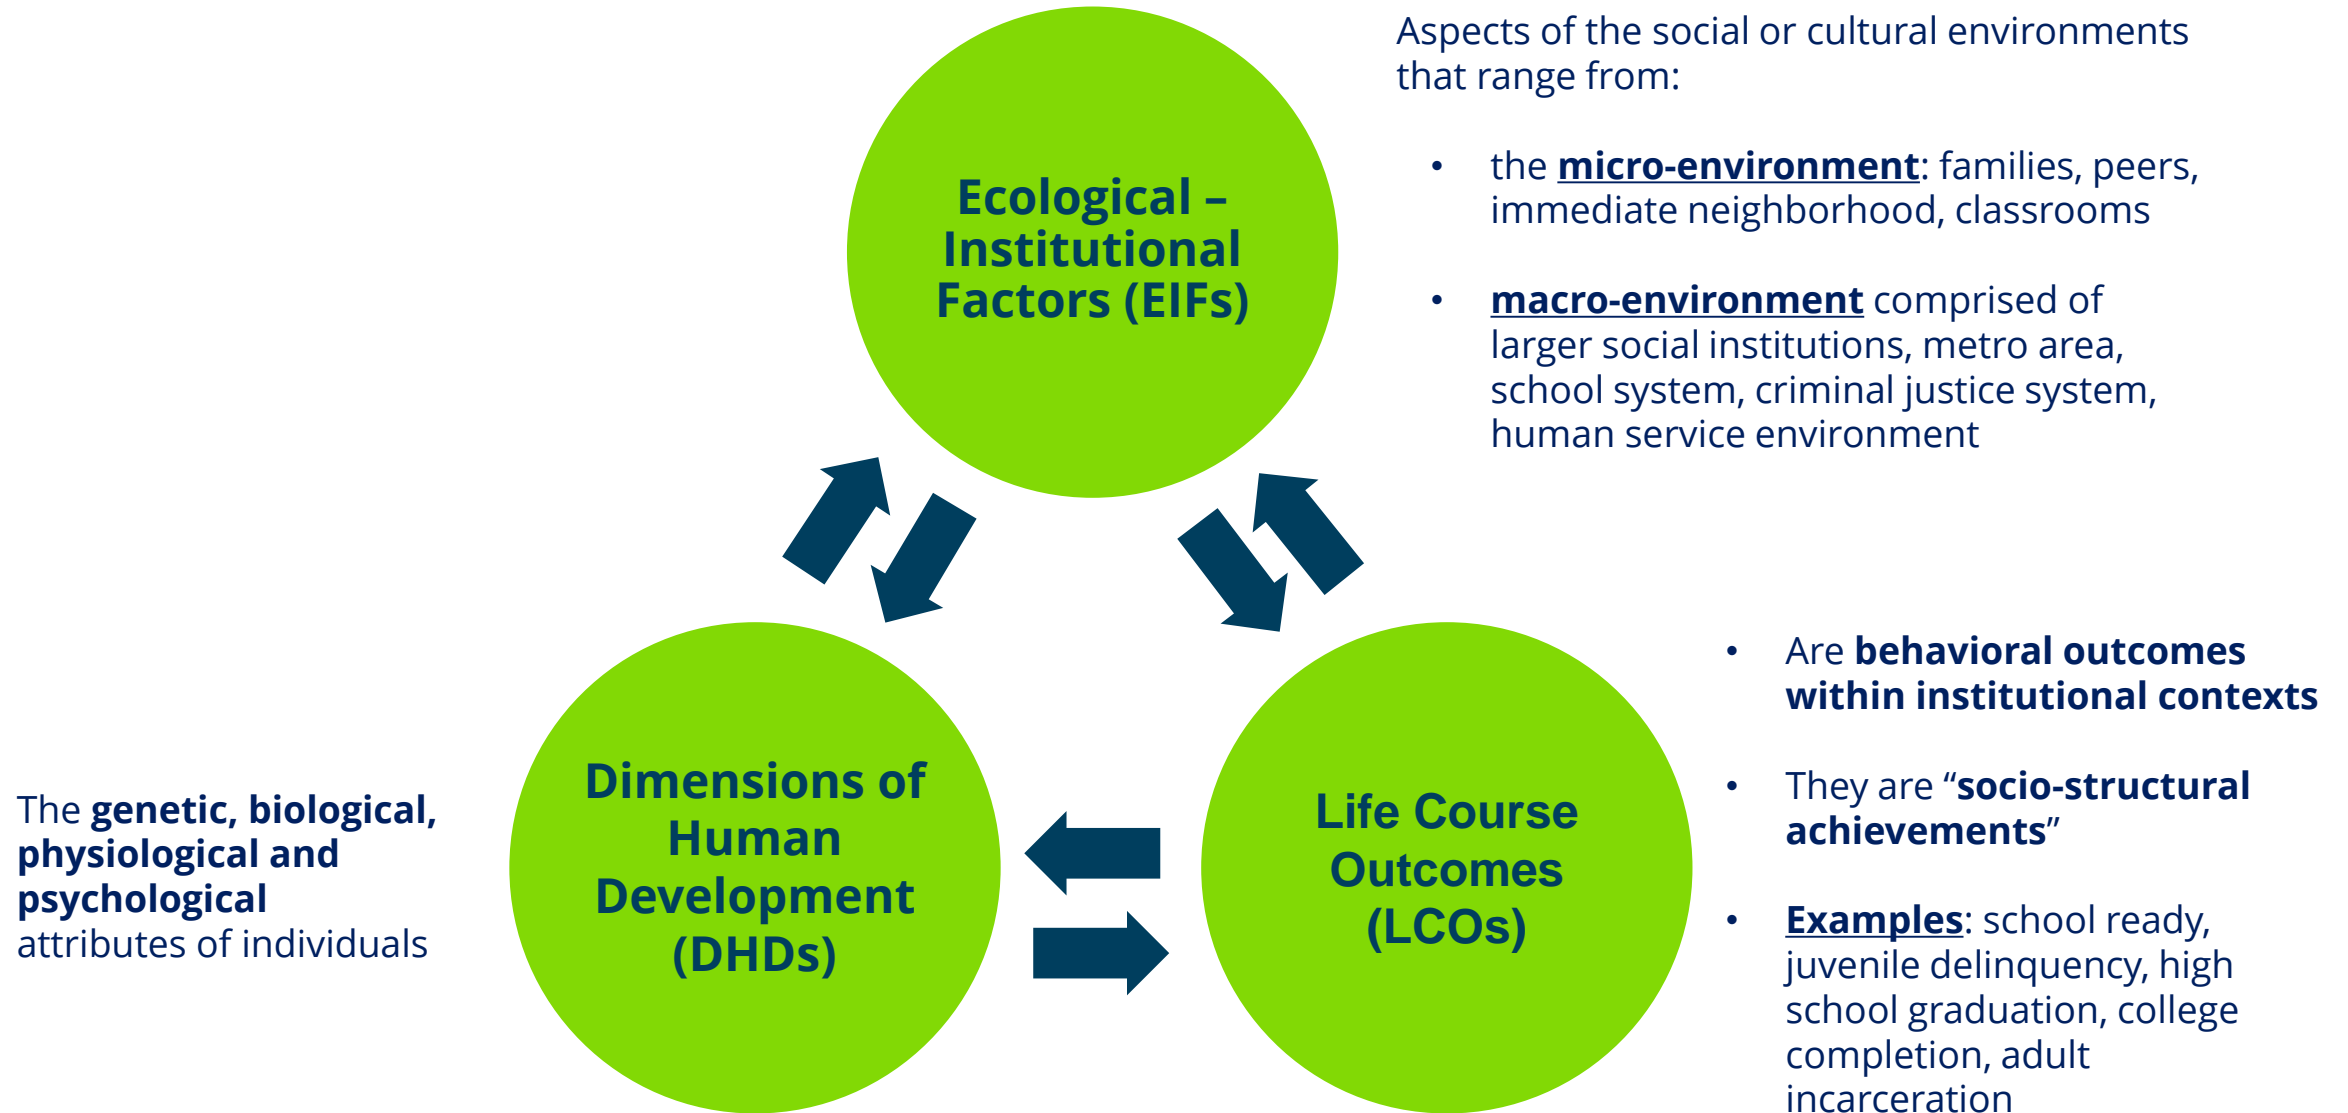 Aspects of the social or cultural environments
that range from:
• the micro-environment: families, peers,
immediate neighborhood, classrooms
• macro-environment comprised of
larger social institutions, metro area,
school system, criminal justice system,
human service environment
Ecological –
Institutional
Factors (EIFs)
The genetic, biological,
physiological and
psychological
attributes of individuals
Dimensions of
Human
Development
(DHDs)
Life Course
Outcomes
(LCOs)
• Are behavioral outcomes
within institutional contexts
• They are “socio-structural
achievements”
• Examples: school ready,
juvenile delinquency, high
school graduation, college
completion, adult
incarceration